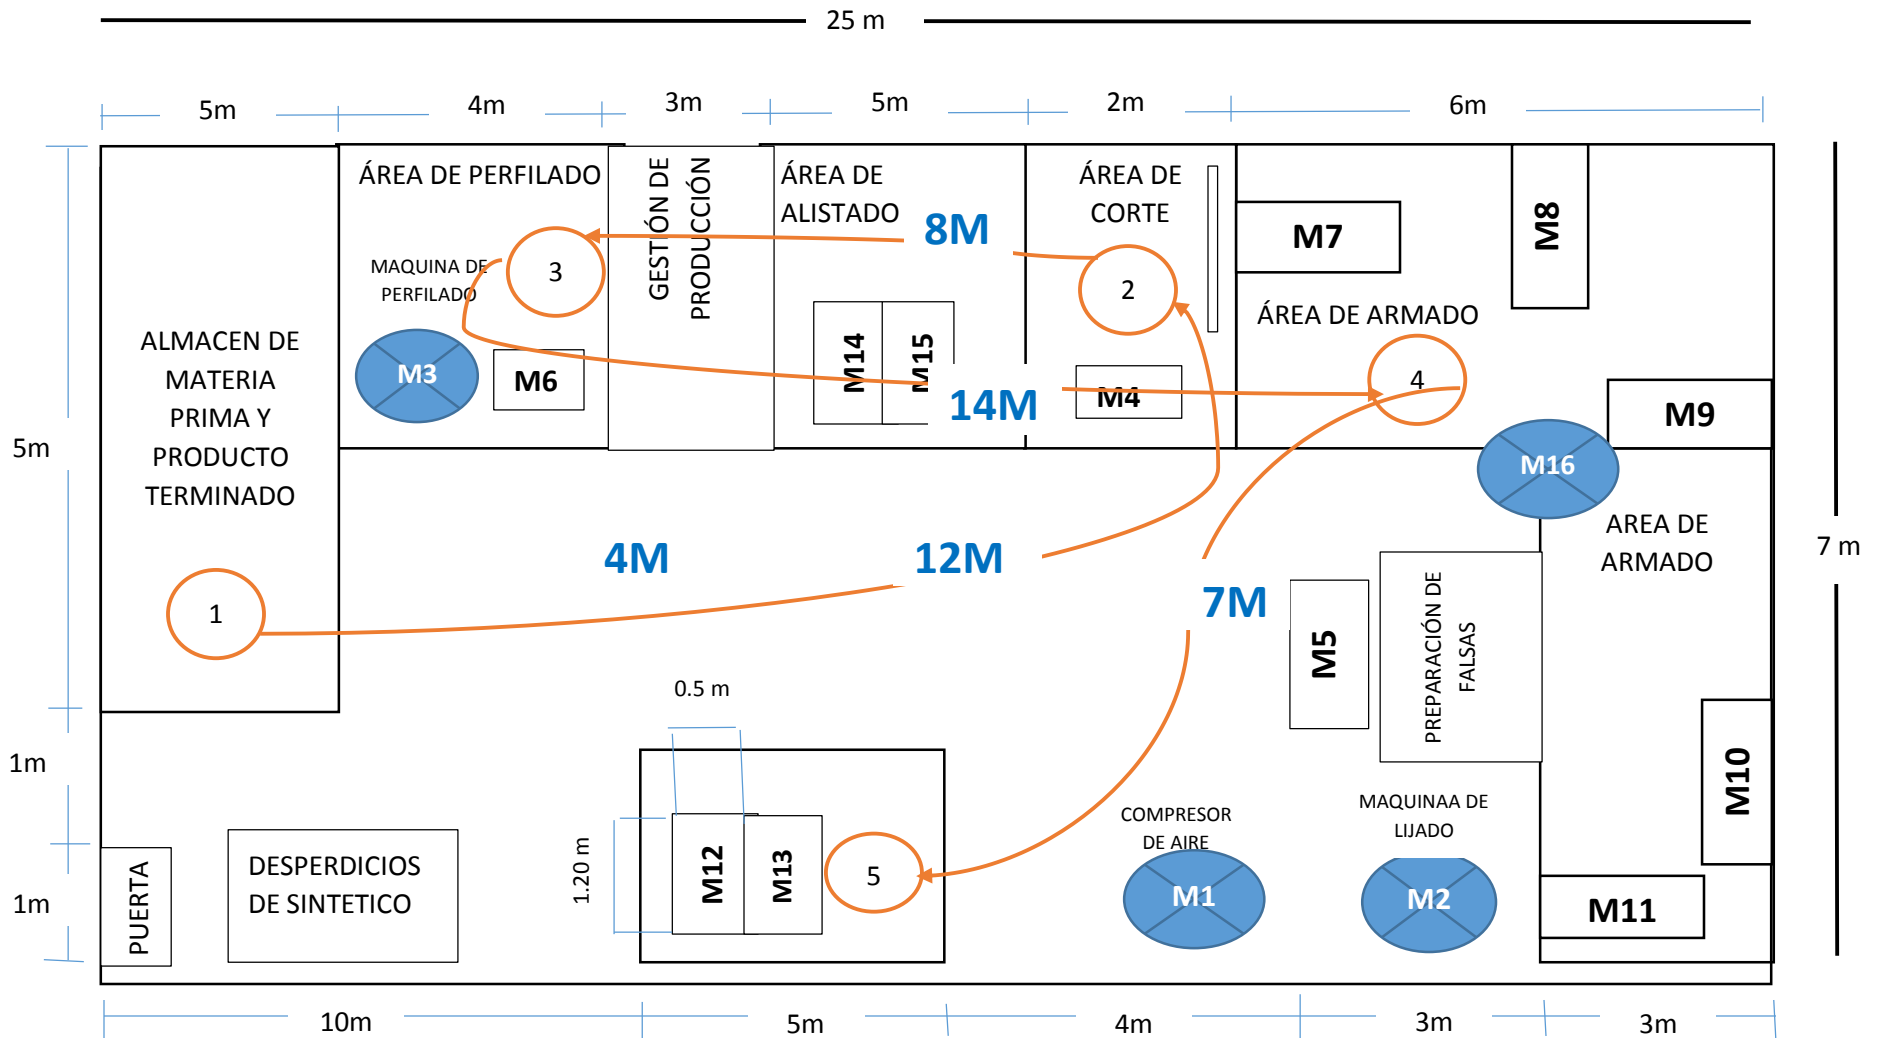 25 m
5m
4m
3m
5m
2m
6m
ÁREA DE PERFILADO
GESTIÓN DE
PRODUCCIÓN
ÁREA DE
ALISTADO
ÁREA DE
CORTE
M7
M8
8M
3
2
MAQUINA DE
PERFILADO
ÁREA DE ARMADO
ALMACEN DE
MATERIA
PRIMA Y
PRODUCTO
TERMINADO
M3
M6
M14
M15
14M
M4
4
M9
5m
M16
AREA DE
ARMADO
7 m
4M
12M
7M
1
M5
PREPARACIÓN DE
FALSAS
0.5 m
1m
M10
COMPRESOR
DE AIRE
MAQUINAA DE
LIJADO
1.20 m
M12
M13
5
DESPERDICIOS
DE SINTETICO
PUERTA
1m
M1
M2
M11
10m
5m
4m
3m
3m